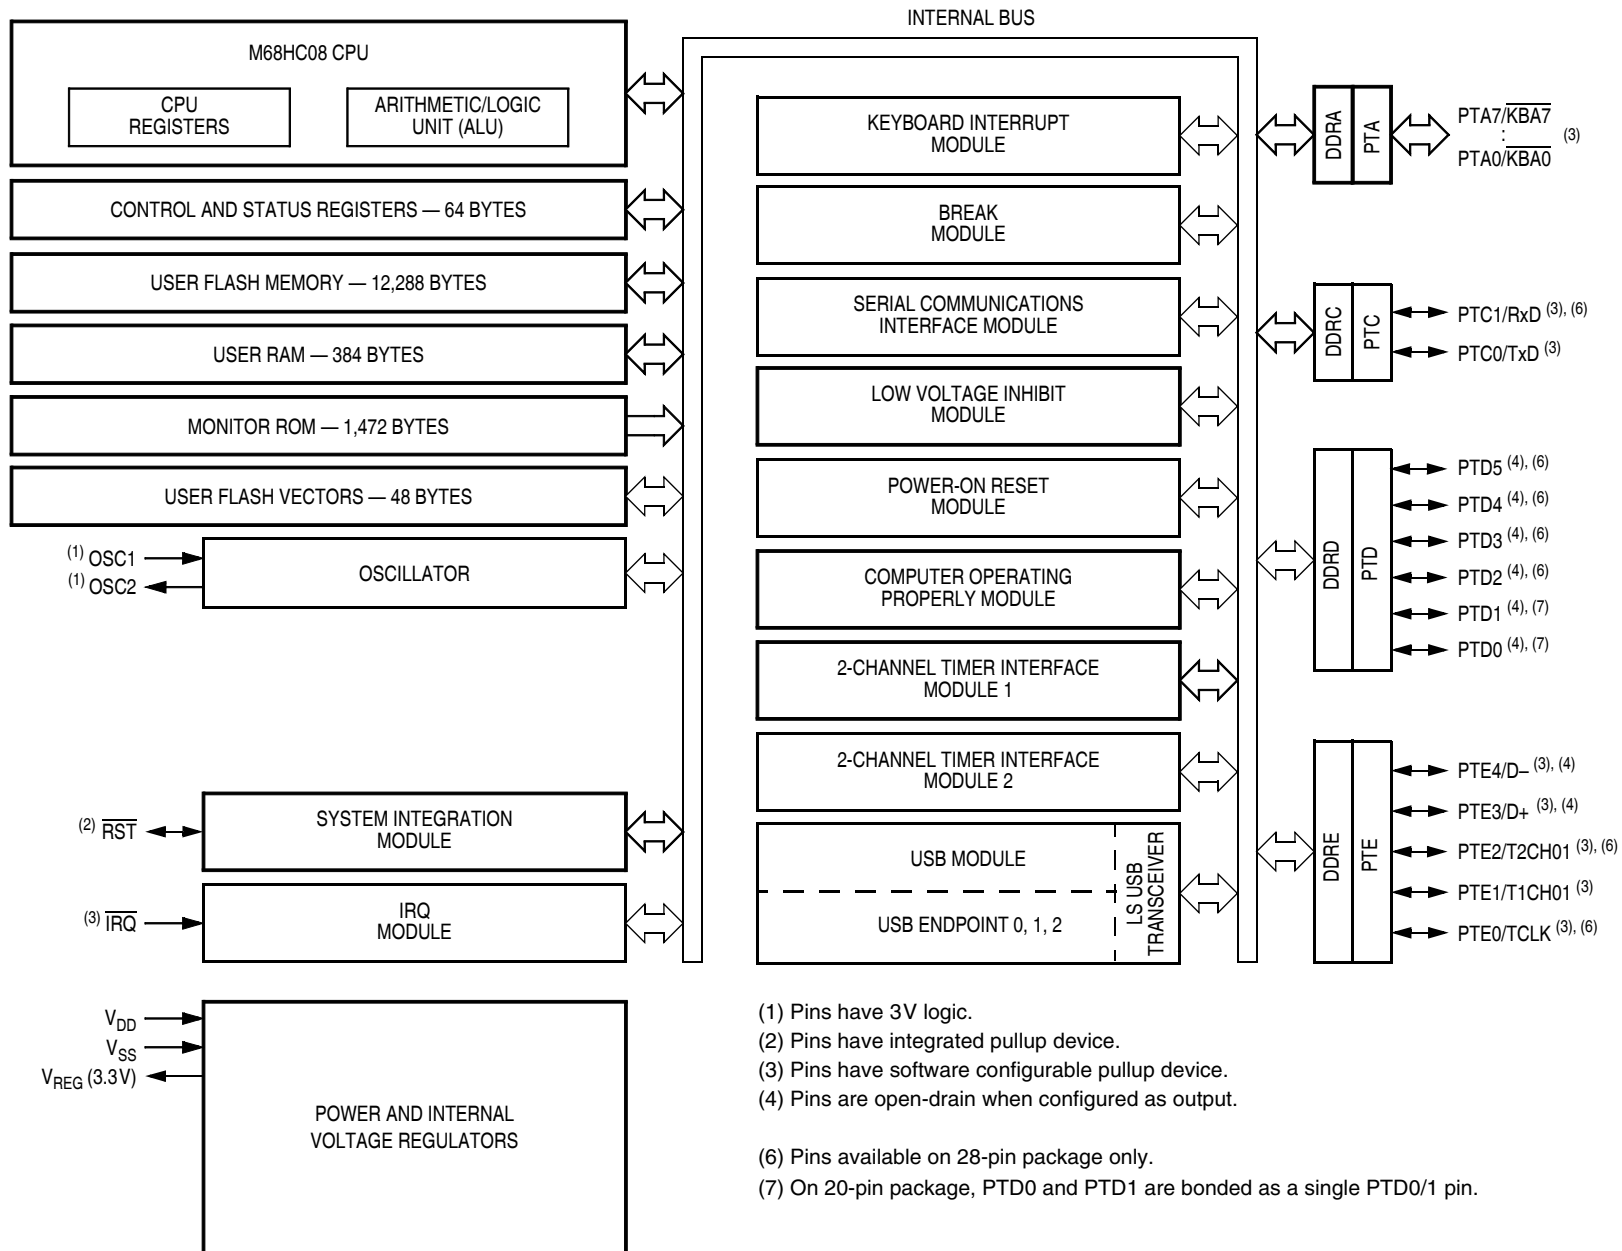 INTERNAL BUS
M68HC08 CPU
CPU
REGISTERS
ARITHMETIC/LOGIC
UNIT (ALU)
CONTROL AND STATUS REGISTERS — 64 BYTES
USER FLASH MEMORY — 12,288 BYTES
USER RAM — 384 BYTES
MONITOR ROM — 1,472 BYTES
USER FLASH VECTORS — 48 BYTES
(1) OSC1
(1) OSC2
OSCILLATOR
(2) RST
SYSTEM INTEGRATION
MODULE
(3) IRQ
IRQ
MODULE
VDD
VSS
VREG (3.3V)
POWER AND INTERNAL
VOLTAGE REGULATORS
KEYBOARD INTERRUPT
MODULE
BREAK
MODULE
SERIAL COMMUNICATIONS
INTERFACE MODULE
LOW VOLTAGE INHIBIT
MODULE
POWER-ON RESET
MODULE
COMPUTER OPERATING
PROPERLY MODULE
2-CHANNEL TIMER INTERFACE
MODULE 1
2-CHANNEL TIMER INTERFACE
MODULE 2
USB MODULE
USB ENDPOINT 0, 1, 2
LS USB
TRANSCEIVER
DDRA
PTA
PTA7/KBA7
: (3)
PTA0/KBA0
DDRC
PTC
PTC1/RxD (3), (6)
PTC0/TxD (3)
DDRD
PTD
PTD5 (4), (6)
PTD4 (4), (6)
PTD3 (4), (6)
PTD2 (4), (6)
PTD1 (4), (7)
PTD0 (4), (7)
DDRE
PTE
PTE4/D– (3), (4)
PTE3/D+ (3), (4)
PTE2/T2CH01 (3), (6)
PTE1/T1CH01 (3)
PTE0/TCLK (3), (6)
(1) Pins have 3V logic.
(2) Pins have integrated pullup device.
(3) Pins have software configurable pullup device.
(4) Pins are open-drain when configured as output.
(6) Pins available on 28-pin package only.
(7) On 20-pin package, PTD0 and PTD1 are bonded as a single PTD0/1 pin.